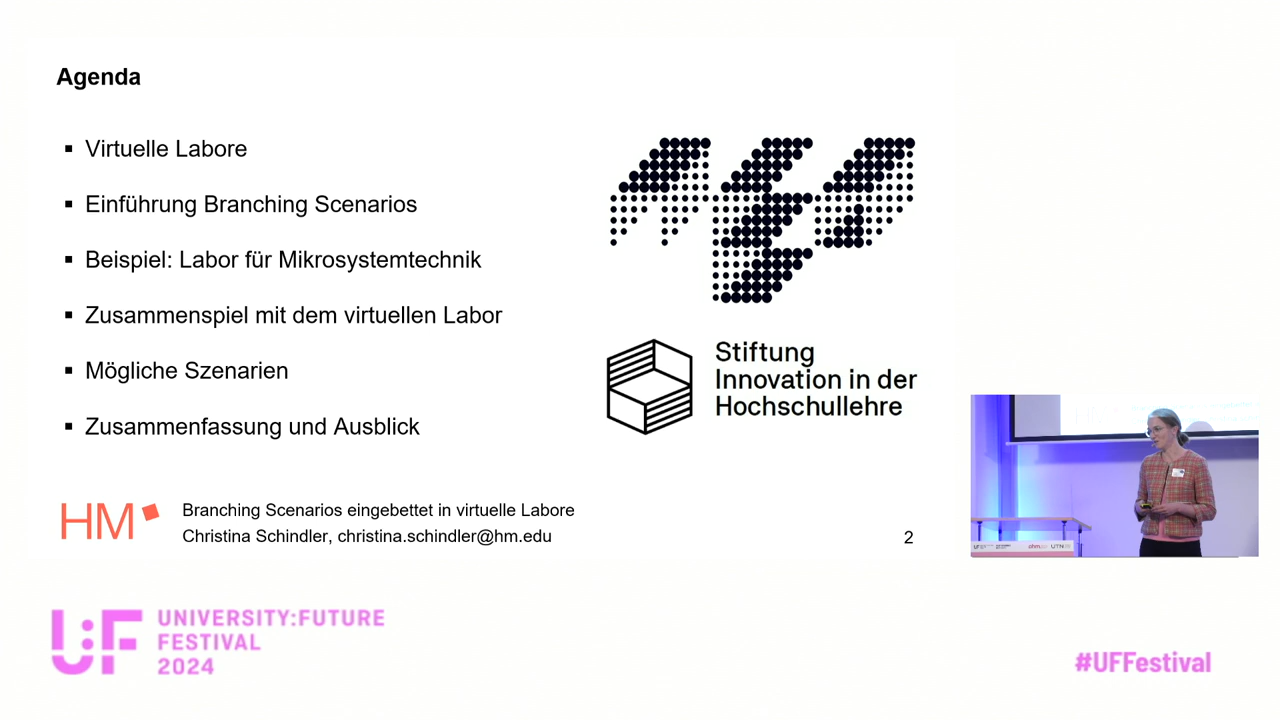 Agenda
▪ Virtuelle Labore
▪ Einführung Branching Scenarios
▪ Beispiel: Labor für Mikrosystemtechnik
▪ Zusammenspiel mit dem virtuellen Labor
▪ Mögliche Szenarien
▪ Zusammenfassung und Ausblick
Stiftung
Innovation in der
Hochschullehre
HM
Branching Scenarios eingebettet in virtuelle Labore
Christina Schindler, christina.schindler@hm.edu
2
U:F
UNIVERSITY:FUTURE
FESTIVAL
2024
#UFFestival
UTN